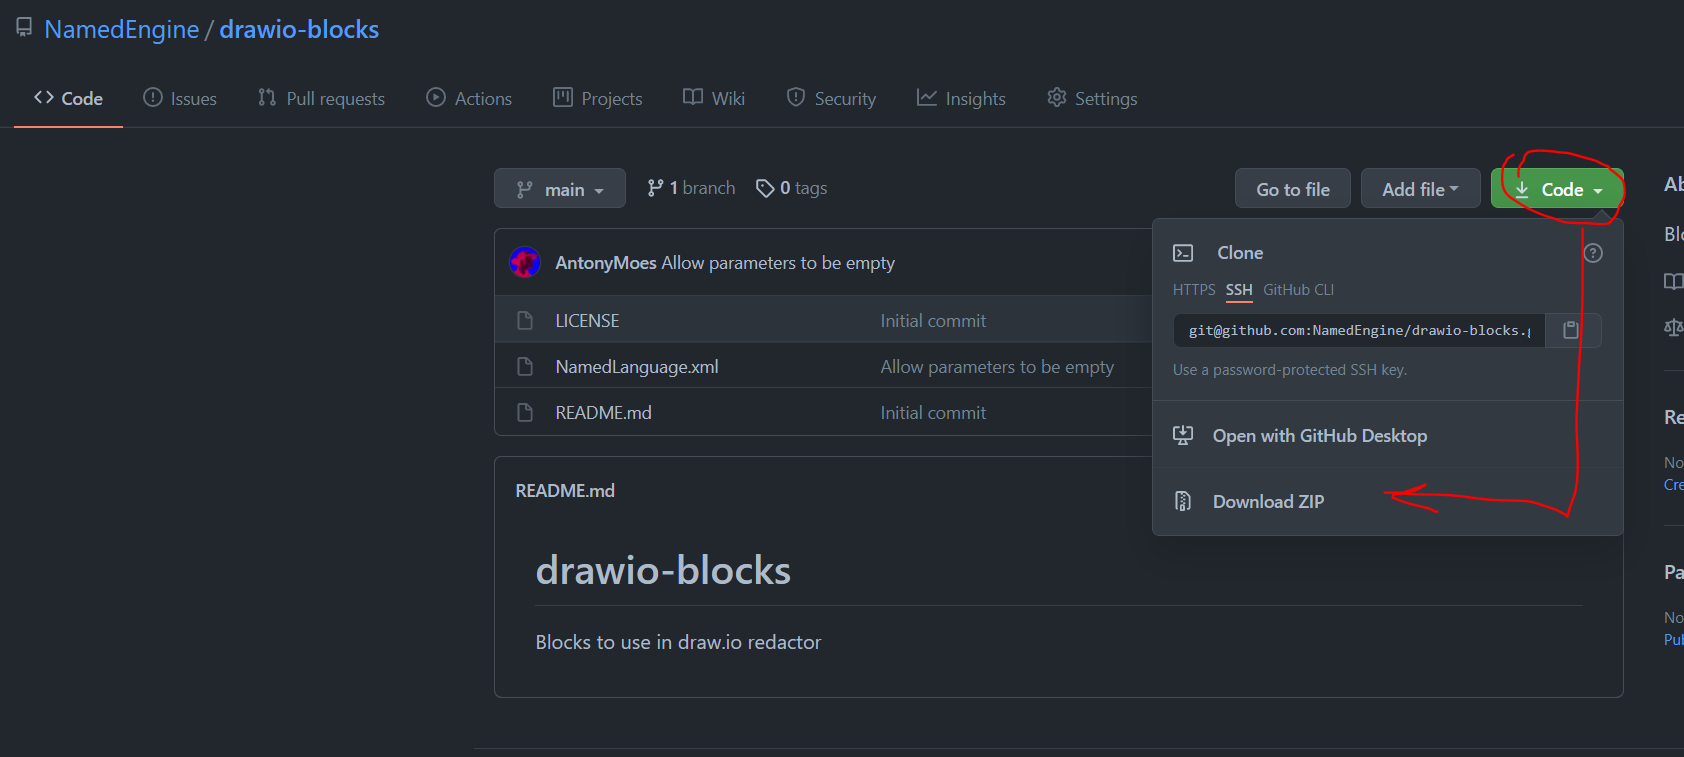 NamedEngine / drawio-blocks
Code Issues Pull requests Actions Projects Wiki Security Insights Settings
main 1 branch 0 tags Go to file Add file Code
Ab
AntonyMoes Allow parameters to be empty
Clone
Blo
HTTPS SSH GitHub CLI
LICENSE Initial commit
git@github.com:NamedEngine/drawio-blocks.g
NamedLanguage.xml Allow parameters to be empty
Use a password-protected SSH key.
README.md Initial commit
Re
Open with GitHub Desktop
No
Cre
README.md
Download ZIP
drawio-blocks
Pa
No
Pub
Blocks to use in draw.io redactor